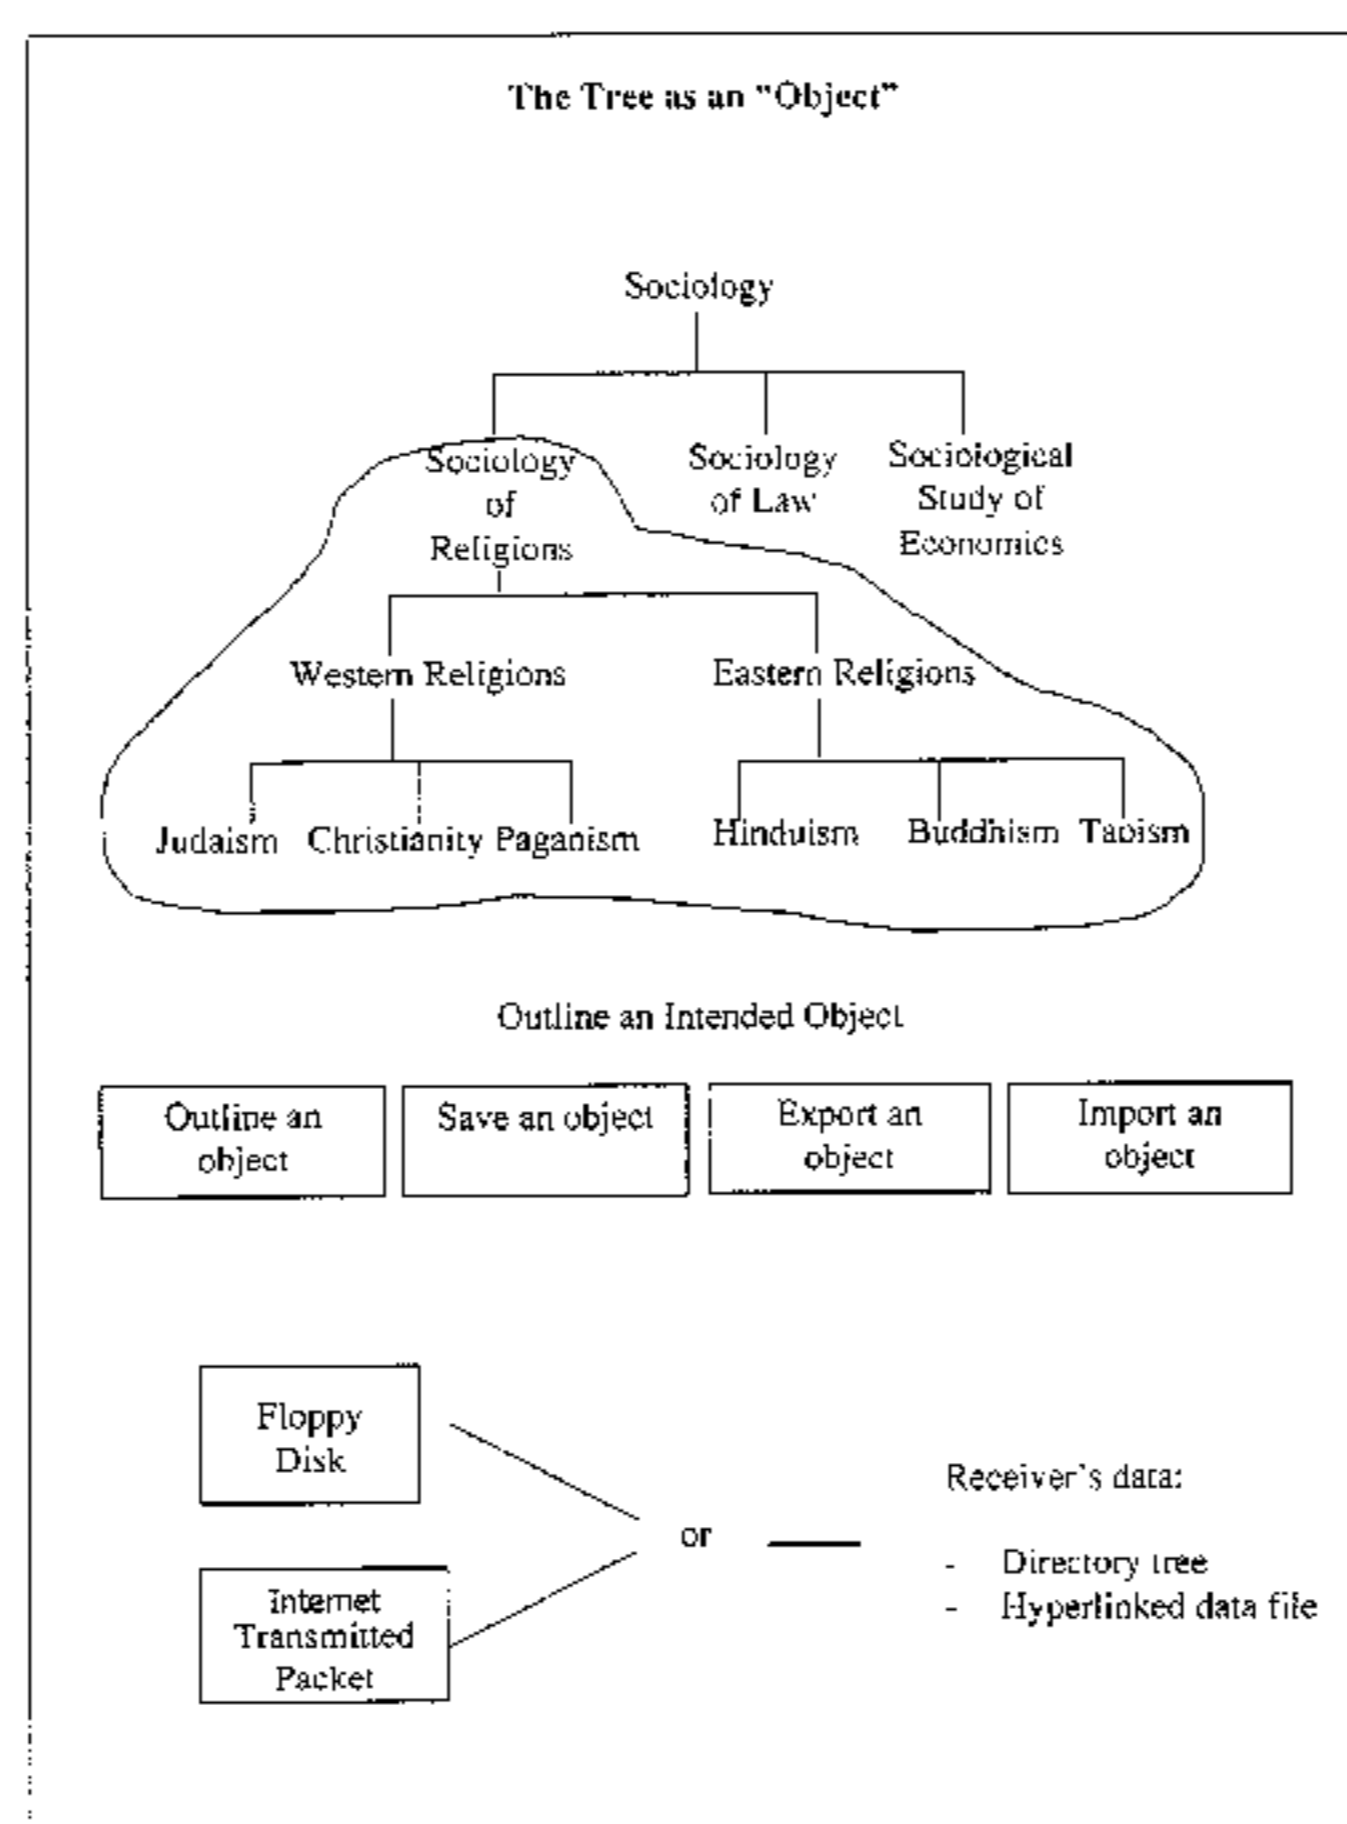 The Tree as an "Object"
Sociology
Sociology
of
Religions
Sociology
of Law
Sociological
Study of
Economics
Western Religions
Eastern Religions
Judaism
Christianity
Paganism
Hinduism
Buddhism
Taoism
Outline an Intended Object
Outline an
object
Save an object
Export an
object
Import an
object
Floppy
Disk
or
Internet
Transmitted
Packet
Receiver's data:
- Directory tree
- Hyperlinked data file